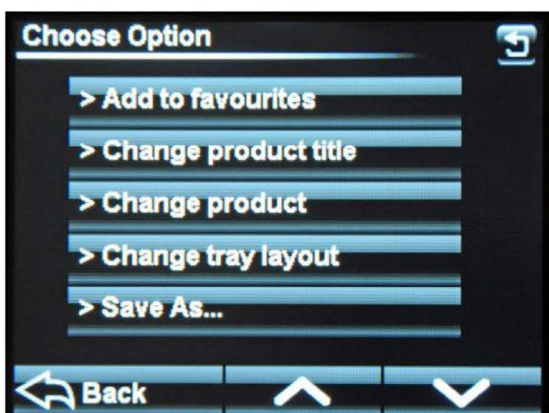 Choose Option
> Add to favourites
> Change product title
> Change product
> Change tray layout
> Save As...
Back